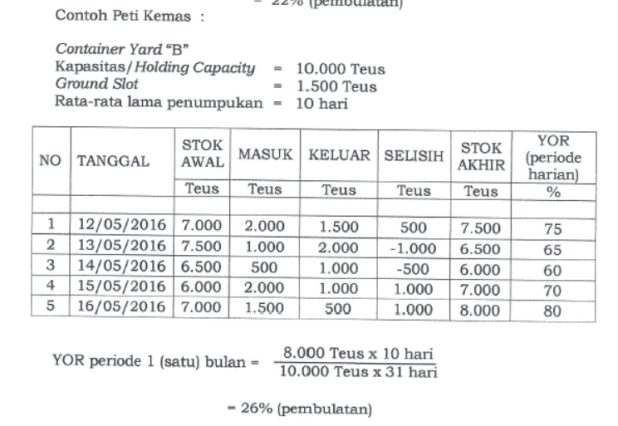 = 22% (pembulatan)
Contoh Peti Kemas :
Container Yard "B"
Kapasitas/Holding Capacity = 10.000 Teus
Ground Slot = 1.500 Teus
Rata-rata lama penumpukan = 10 hari
NO TANGGAL STOK AWAL MASUK KELUAR SELISIH STOK AKHIR YOR (periode harian)
Teus Teus Teus Teus Teus %
1 12/05/2016 7.000 2.000 1.500 500 7.500 75
2 13/05/2016 7.500 1.000 2.000 -1.000 6.500 65
3 14/05/2016 6.500 500 1.000 -500 6.000 60
4 15/05/2016 6.000 2.000 1.000 1.000 7.000 70
5 16/05/2016 7.000 1.500 500 1.000 8.000 80
YOR periode 1 (satu) bulan = 8.000 Teus x 10 hari
10.000 Teus x 31 hari
= 26% (pembulatan)